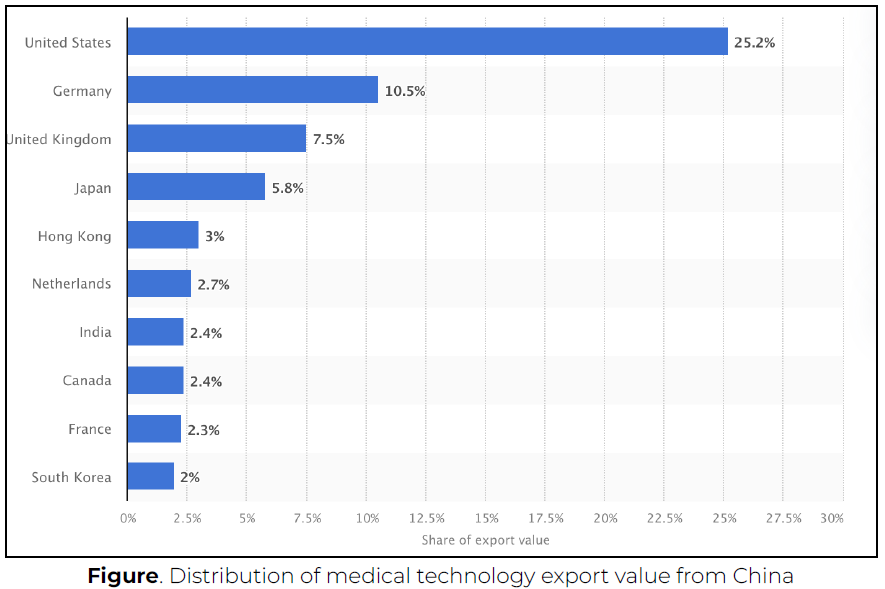 United States 25.2%
Germany 10.5%
United Kingdom 7.5%
Japan 5.8%
Hong Kong 3%
Netherlands 2.7%
India 2.4%
Canada 2.4%
France 2.3%
South Korea 2%
0% 2.5% 5% 7.5% 10% 12.5% 15% 17.5% 20% 22.5% 25% 27.5% 30%
Share of export value
Figure. Distribution of medical technology export value from China